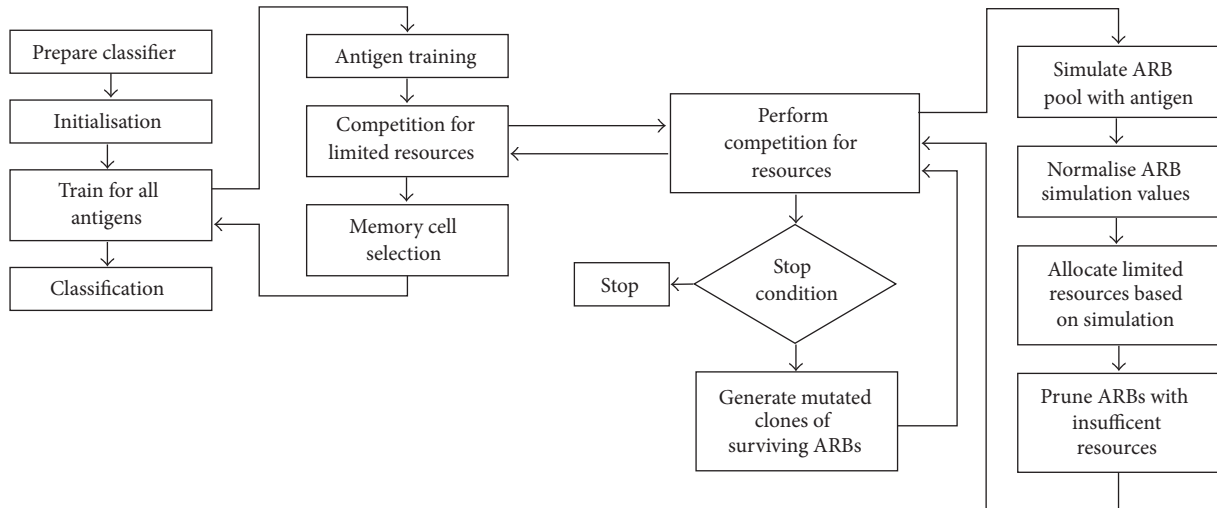 Prepare classifier
Initialisation
Train for all
antigens
Classification
Antigen training
Competition for
limited resources
Memory cell
selection
Perform
competition for
resources
Stop
condition
Stop
Generate mutated
clones of
surviving ARBs
Simulate ARB
pool with antigen
Normalise ARB
simulation values
Allocate limited
resources based
on simulation
Prune ARBs with
insufficent
resources